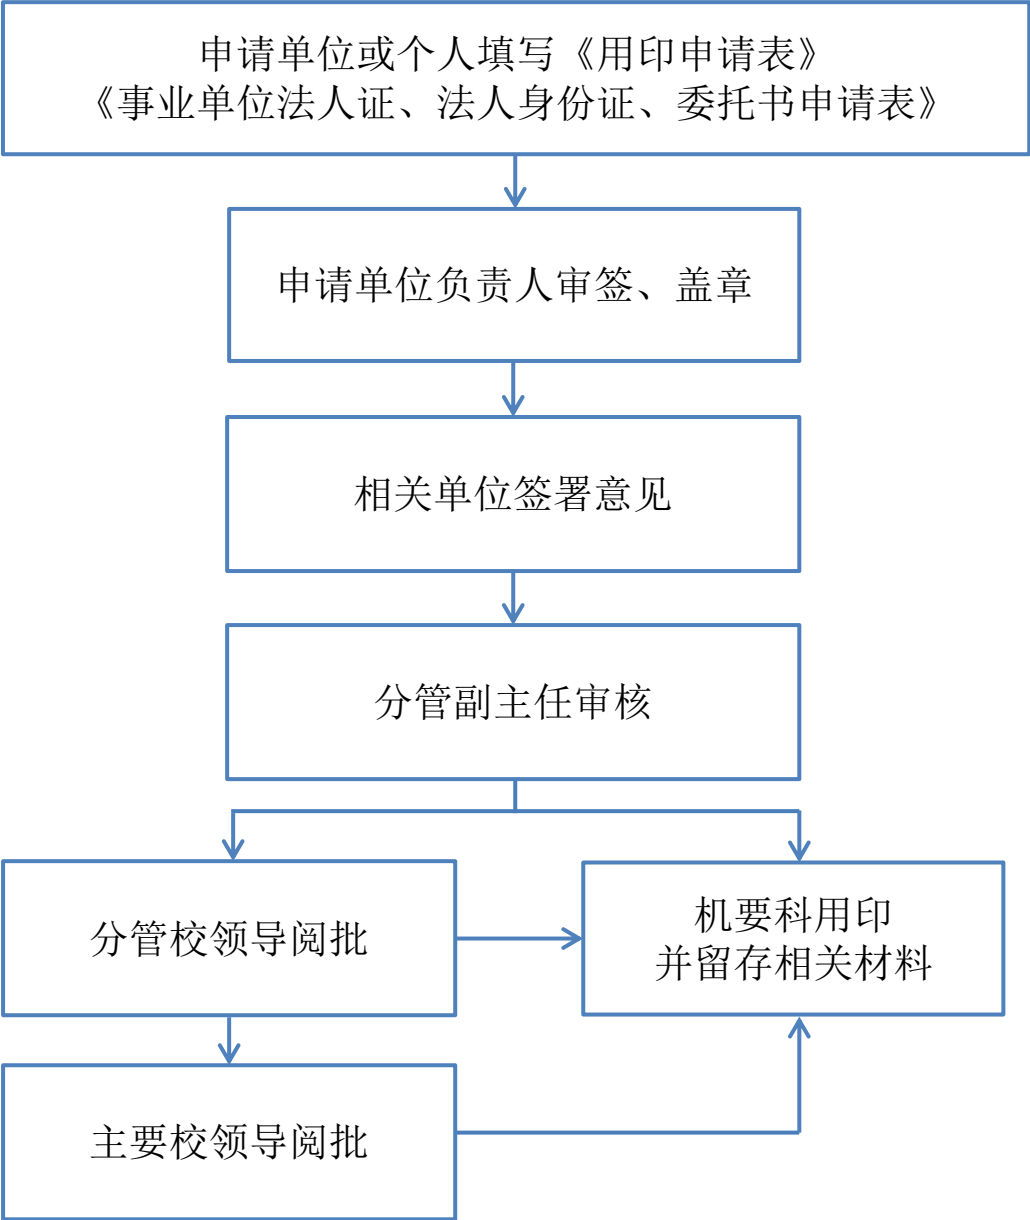 申请单位或个人填写《用印申请表》
《事业单位法人证、法人身份证、委托书申请表》
申请单位负责人审签、盖章
相关单位签署意见
分管副主任审核
分管校领导阅批
机要科用印
并留存相关材料
主要校领导阅批